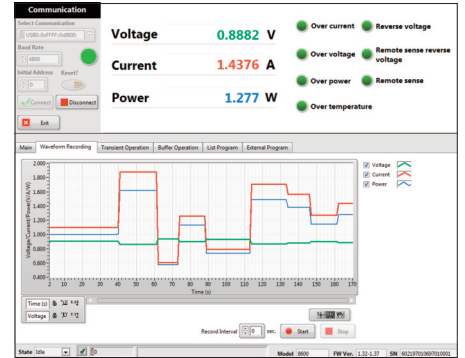 Communication
Select Communication
USB0::0xFFFF::0x8800::
Baud Rate
4800
Initial Address Reset?
0
Connect Disconnect
Exit
Voltage 0.8882 V
Current 1.4376 A
Power 1.277 W
Over current Reverse voltage
Over voltage Remote sense reverse voltage
Over power Remote sense
Over temperature
Main Waveform Recording Transient Operation Buffer Operation List Program External Program
Voltage/Current/Power(V/A/W)
2.000
1.800
1.600
1.400
1.200
1.000
0.800
0.600
0.400
2 10 20 30 40 50 60 70 80 90 100 110 120 130 140 150 160 170
Time (s)
Voltage
Current
Power
Time (s)
Voltage
Record Interval 0 sec. Start Stop
State Idle 0 Model 8600 FW Ver. 1.32-1.37 SN 602197010697010001